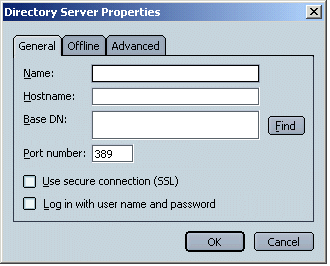 Directory Server Properties
General Offline Advanced
Name:
Hostname:
Base DN:
Find
Port number: 389
Use secure connection (SSL)
Log in with user name and password
OK Cancel